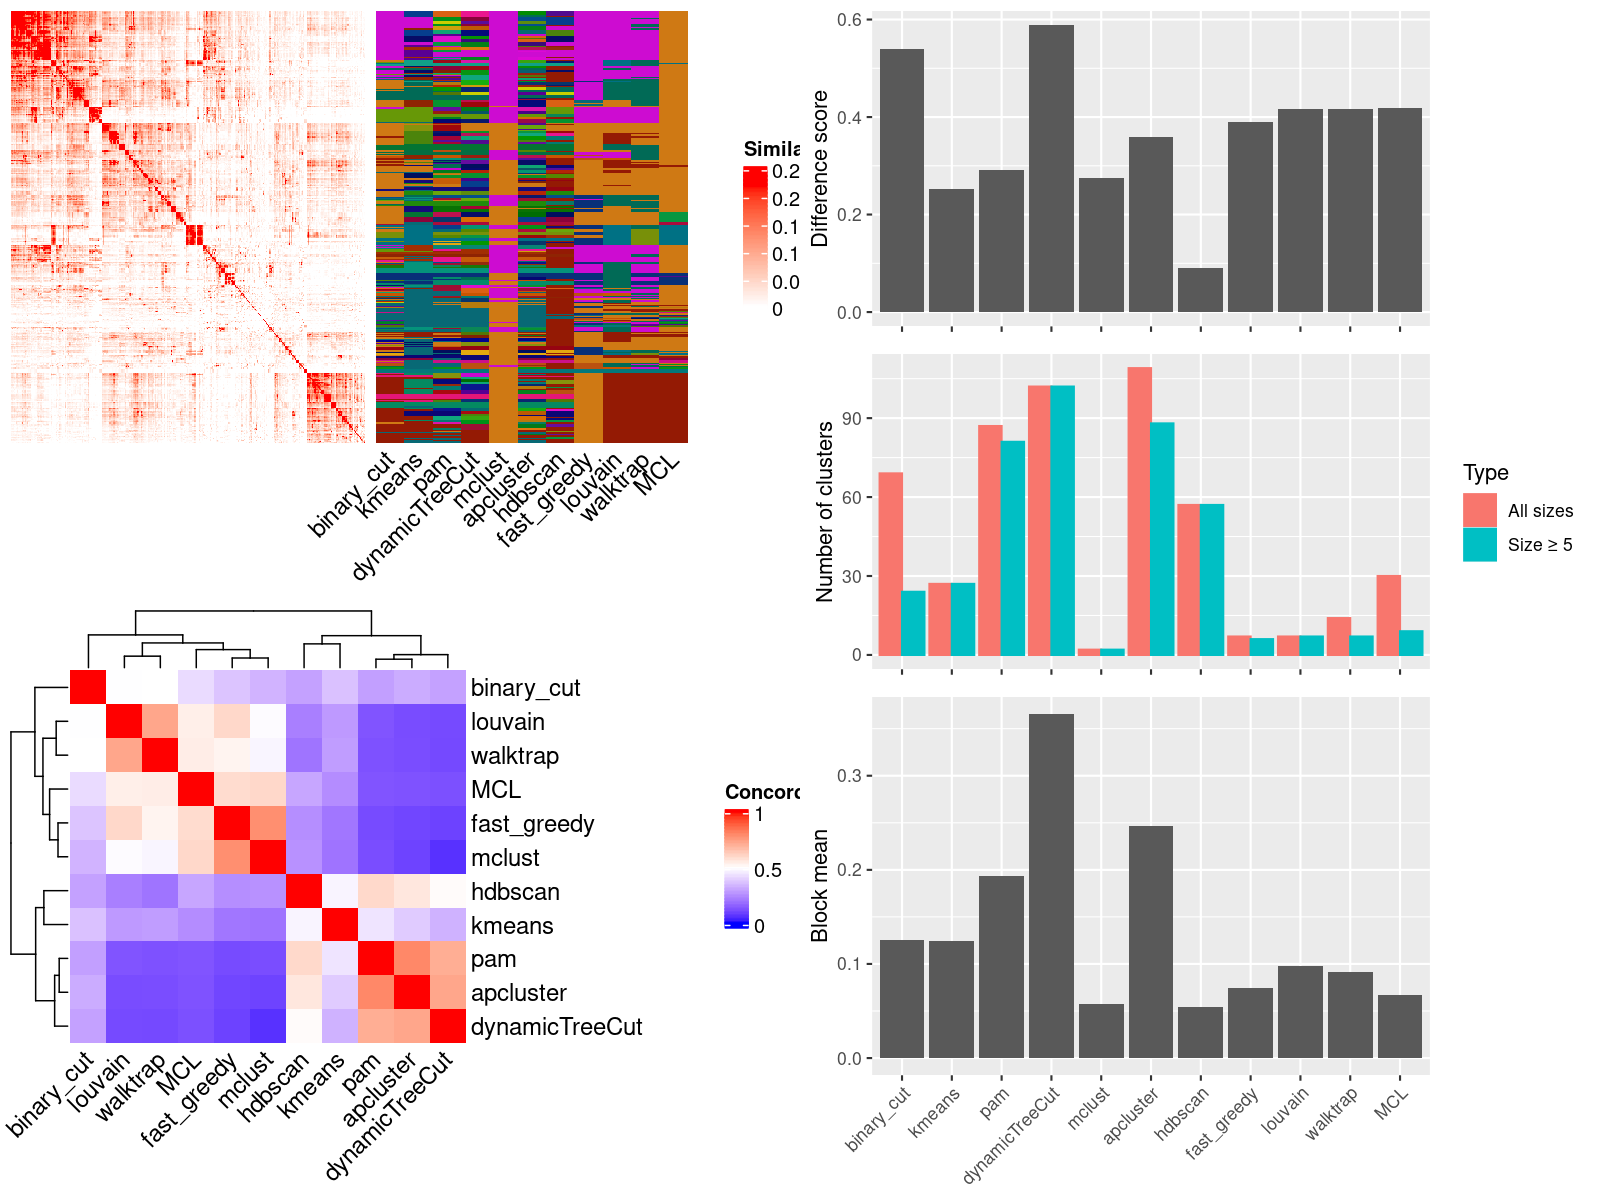 Simila
0.2
0.2
0.1
0.1
0.0
0
binary_cut
kmeans
pam
dynamicTreeCut
mclust
apcluster
hdbscan
fast_greedy
louvain
walktrap
MCL
Difference score
0.6
0.4
0.2
0.0
Number of clusters
90
60
30
0
Type
All sizes
Size ≥ 5
binary_cut
louvain
walktrap
MCL
fast_greedy
mclust
hdbscan
kmeans
pam
apcluster
dynamicTreeCut
binary_cut
louvain
walktrap
MCL
fast_greedy
mclust
hdbscan
kmeans
pam
apcluster
dynamicTreeCut
Concord
1
0.5
0
Block mean
0.3
0.2
0.1
0.0
binary_cut
kmeans
pam
dynamicTreeCut
mclust
apcluster
hdbscan
fast_greedy
louvain
walktrap
MCL